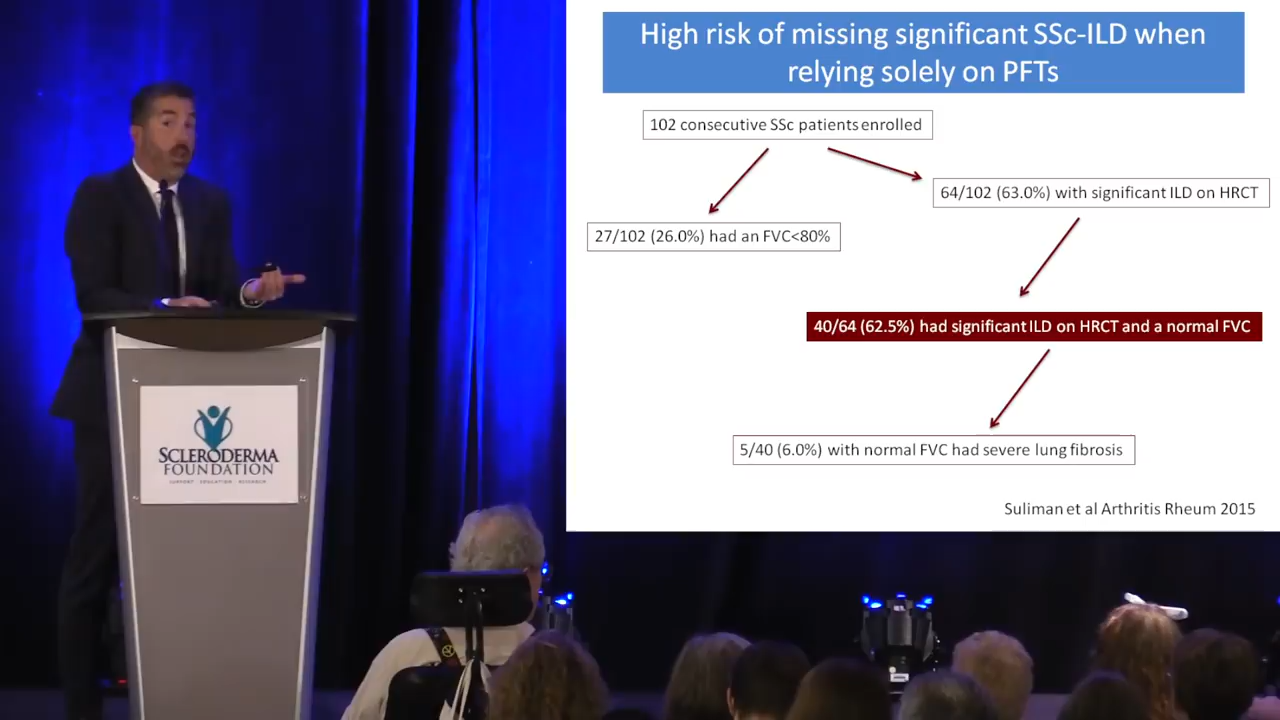 High risk of missing significant SSc-ILD when
relying solely on PFTs
102 consecutive SSc patients enrolled
64/102 (63.0%) with significant ILD on HRCT
27/102 (26.0%) had an FVC<80%
40/64 (62.5%) had significant ILD on HRCT and a normal FVC
5/40 (6.0%) with normal FVC had severe lung fibrosis
Suliman et al Arthritis Rheum 2015
SCLERODERMA
FOUNDATION
SUPPORT EDUCATION RESEARCH